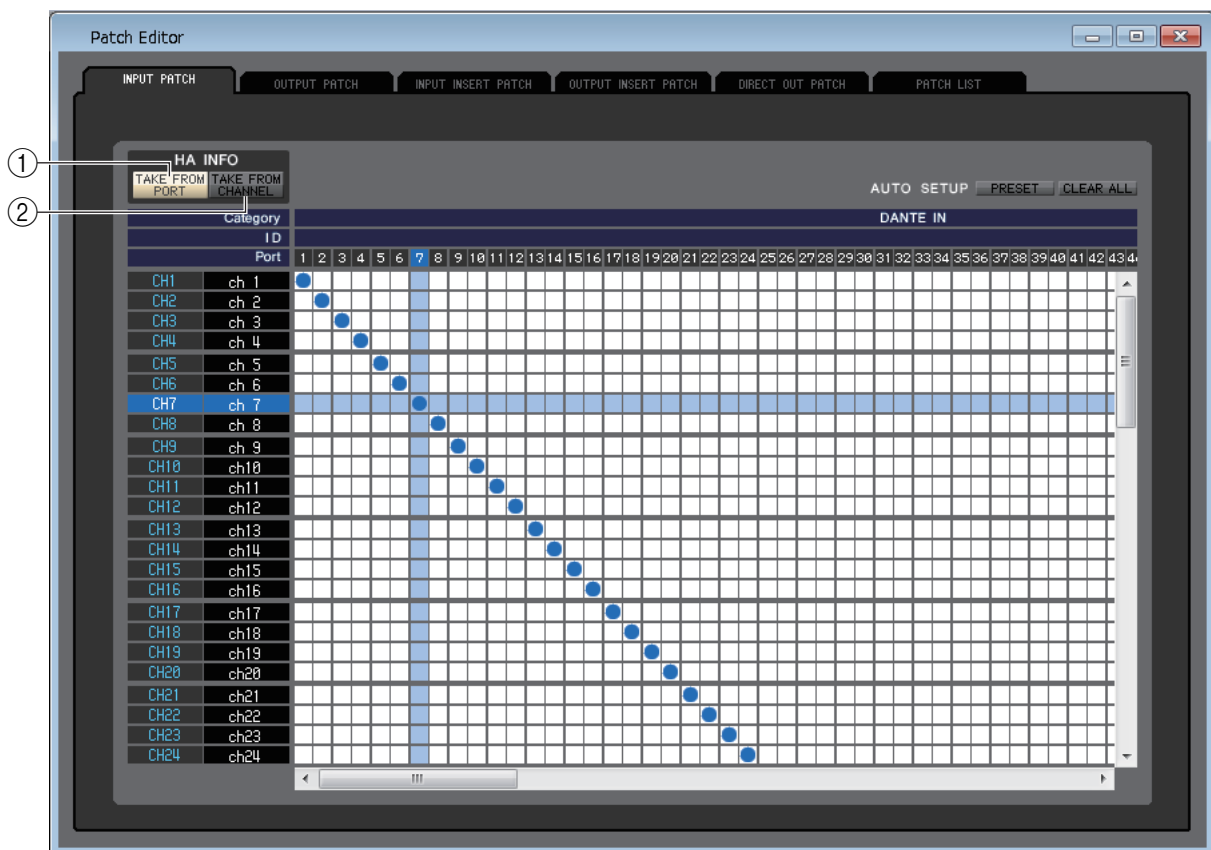 Patch Editor
INPUT PATCH OUTPUT PATCH INPUT INSERT PATCH OUTPUT INSERT PATCH DIRECT OUT PATCH PATCH LIST
1
HA INFO
TAKE FROM PORT TAKE FROM CHANNEL
AUTO SETUP PRESET CLEAR ALL
2
Category DANTE IN
ID
Port 1 2 3 4 5 6 7 8 9 10 11 12 13 14 15 16 17 18 19 20 21 22 23 24 25 26 27 28 29 30 31 32 33 34 35 36 37 38 39 40 41 42 43 4
CH1 ch 1
CH2 ch 2
CH3 ch 3
CH4 ch 4
CH5 ch 5
CH6 ch 6
CH7 ch 7
CH8 ch 8
CH9 ch 9
CH10 ch10
CH11 ch11
CH12 ch12
CH13 ch13
CH14 ch14
CH15 ch15
CH16 ch16
CH17 ch17
CH18 ch18
CH19 ch19
CH20 ch20
CH21 ch21
CH22 ch22
CH23 ch23
CH24 ch24